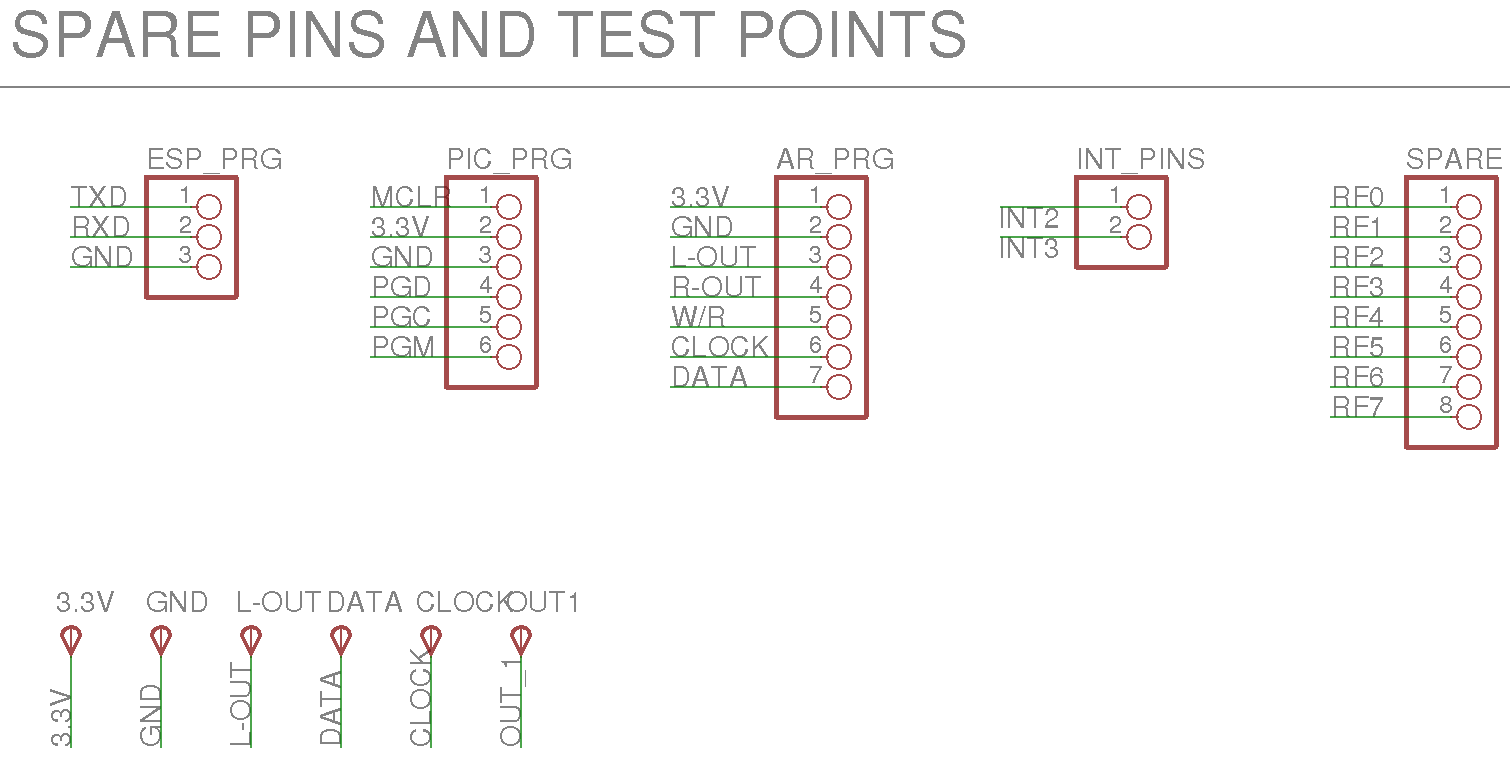 SPARE PINS AND TEST POINTS
ESP_PRG
TXD 1
RXD 2
GND 3
PIC_PRG
MCLR 1
3.3V 2
GND 3
PGD 4
PGC 5
PGM 6
AR_PRG
3.3V 1
GND 2
L-OUT 3
R-OUT 4
W/R 5
CLOCK 6
DATA 7
INT_PINS
INT2 1
INT3 2
SPARE
RF0 1
RF1 2
RF2 3
RF3 4
RF4 5
RF5 6
RF6 7
RF7 8
3.3V GND L-OUT DATA CLOCK OUT1
3.3V
GND
L-OUT
DATA
CLOCK
OUT_1